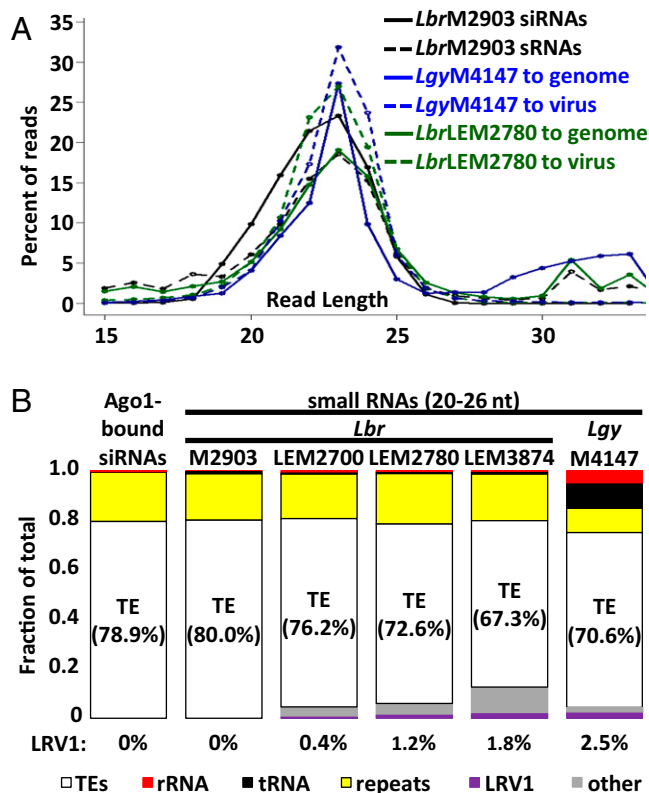 A
LbrM2903 siRNAs
LbrM2903 sRNAs
LgyM4147 to genome
LgyM4147 to virus
LbrLEM2780 to genome
LbrLEM2780 to virus
Percent of reads
35
30
25
20
15
10
5
0
Read Length
15 20 25 30
B
Ago1-bound siRNAs
small RNAs (20-26 nt)
Lbr Lgy
M2903 LEM2700 LEM2780 LEM3874 M4147
Fraction of total
1.0
0.8
0.6
0.4
0.2
0
TE (78.9%)
TE (80.0%)
TE (76.2%)
TE (72.6%)
TE (67.3%)
TE (70.6%)
LRV1: 0% 0% 0.4% 1.2% 1.8% 2.5%
TEs rRNA tRNA repeats LRV1 other